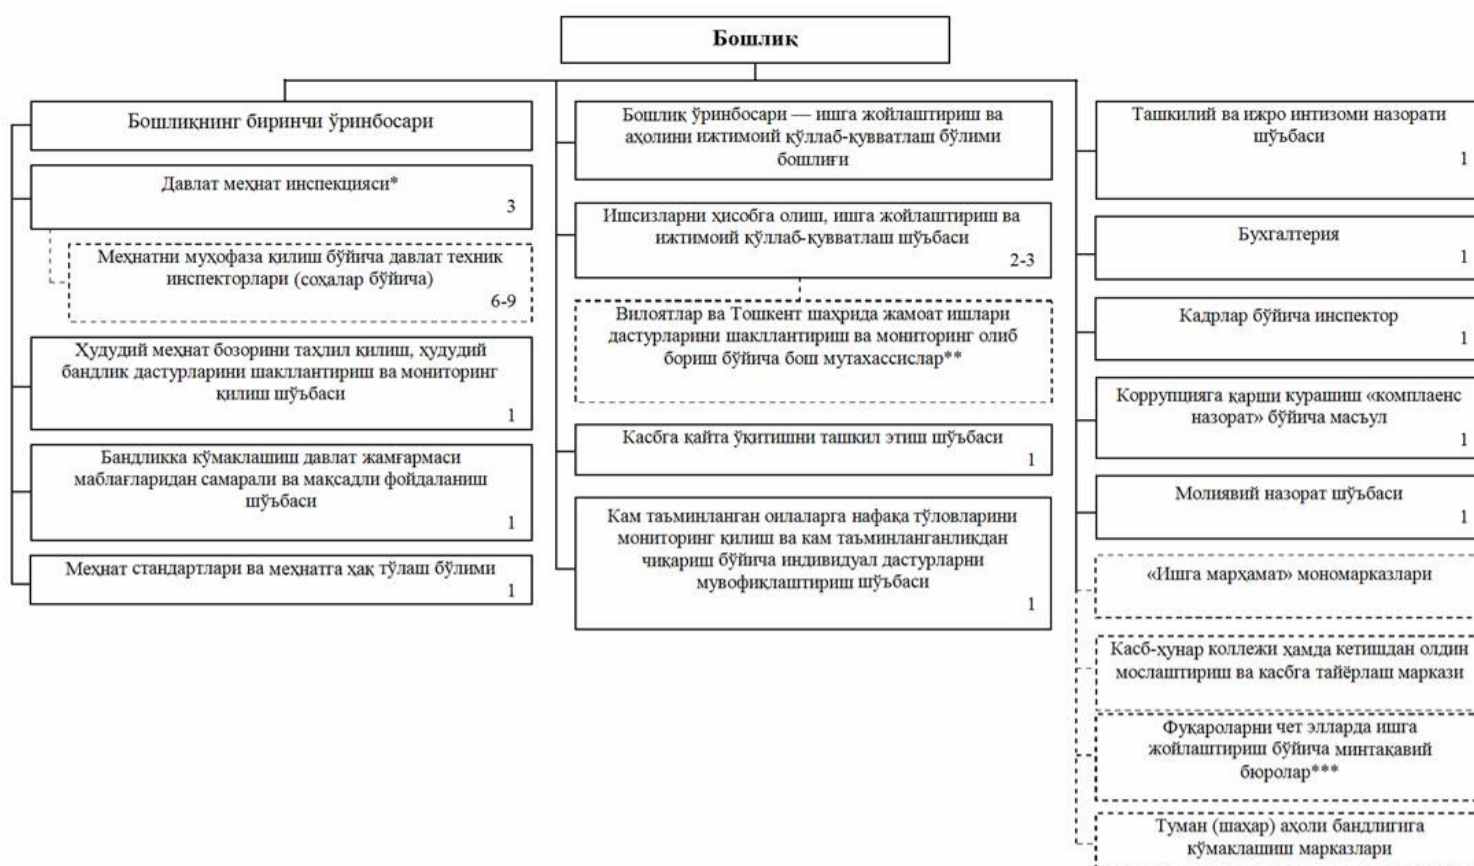 Бошлиқ
Бошлиқнинг биринчи ўринбосари
Давлат меҳнат инспекцияси*
3
Меҳнатни муҳофаза қилиш бўйича давлат техник
инспекторлари (соҳалар бўйича)
6-9
Ҳудудий меҳнат бозорини таҳлил қилиш, ҳудудий
бандлик дастурларини шакллантириш ва мониторинг
қилиш шўъбаси
1
Бандликка кўмаклашиш давлат жамғармаси
маблағларидан самарали ва мақсадли фойдаланиш
шўъбаси
1
Меҳнат стандартлари ва меҳнатга ҳақ тўлаш бўлими
1
Бошлиқ ўринбосари — ишга жойлаштириш ва
аҳолини ижтимоий қўллаб-қувватлаш бўлими
бошлиғи
Ишсизларни ҳисобга олиш, ишга жойлаштириш ва
ижтимоий қўллаб-қувватлаш шўъбаси
2-3
Вилоятлар ва Тошкент шаҳрида жамоат ишлари
дастурларини шакллантириш ва мониторинг олиб
бориш бўйича бош мутахассислар**
Касбга қайта ўқитишни ташкил этиш шўъбаси
1
Кам таъминланган оилаларга нафақа тўловларини
мониторинг қилиш ва кам таъминланганликдан
чиқариш бўйича индивидуал дастурларни
мувофиқлаштириш шўъбаси
1
Ташкилий ва ижро интизоми назорати
шўъбаси
1
Бухгалтерия
1
Кадрлар бўйича инспектор
1
Коррупцияга қарши курашиш «комплаенс
назорат» бўйича масъул
1
Молиявий назорат шўъбаси
1
«Ишга марҳамат» мономарказлари
Касб-ҳунар коллежи ҳамда кетишдан олдин
мослаштириш ва касбга тайёрлаш маркази
Фуқароларни чет элларда ишга
жойлаштириш бўйича минтақавий
бюролар***
Туман (шаҳар) аҳоли бандлигига
кўмаклашиш марказлари